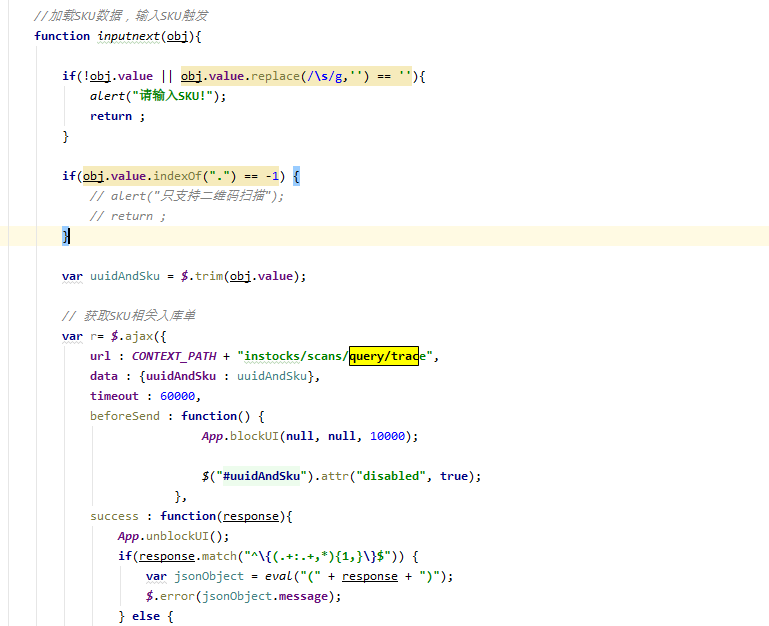 //加载SKU数据，输入SKU触发
function inputnext(obj){
if(!obj.value || obj.value.replace(/\s/g,'') == ''){
alert("请输入SKU!");
return ;
}
if(obj.value.indexOf(".") == -1) {
// alert("只支持二维码扫描");
// return ;
}
var uuidAndSku = $.trim(obj.value);
// 获取SKU相关入库单
var r= $.ajax({
url : CONTEXT_PATH + "instocks/scans/query/trace",
data : {uuidAndSku : uuidAndSku},
timeout : 60000,
beforeSend : function() {
App.blockUI(null, null, 10000);
$("#uuidAndSku").attr("disabled", true);
},
success : function(response){
App.unblockUI();
if(response.match("^\{(.+:.+,*){1,}\}$")) {
var jsonObject = eval("(" + response + ")");
$.error(jsonObject.message);
} else {